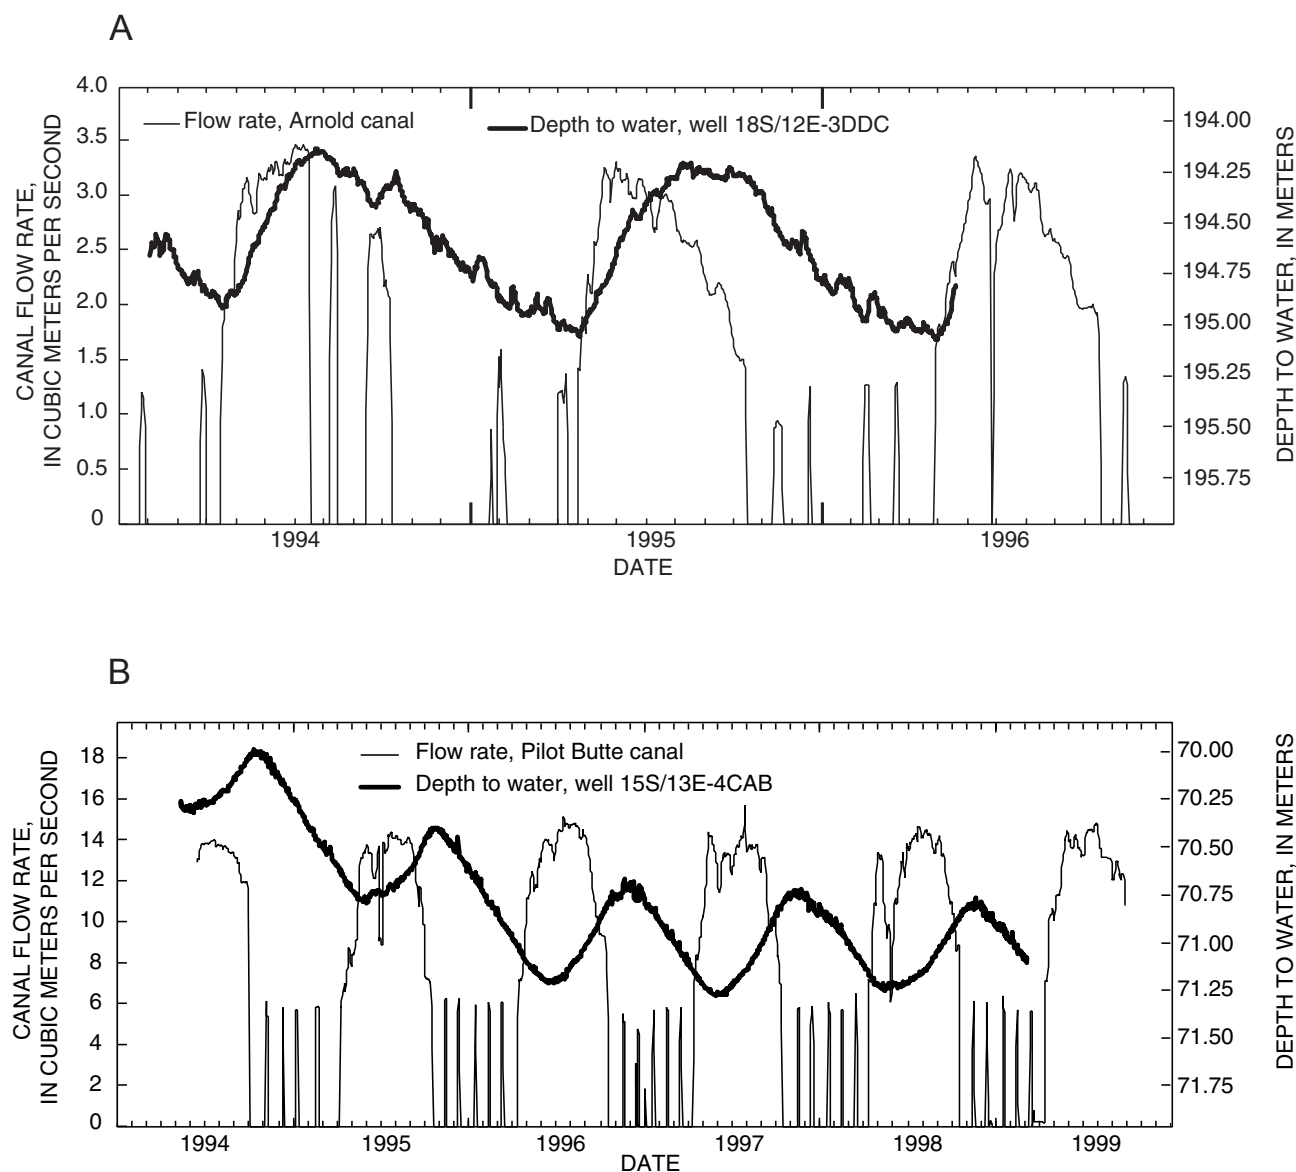 A
CANAL FLOW RATE,
IN CUBIC METERS PER SECOND
4.0
3.5
3.0
2.5
2.0
1.5
1.0
0.5
0
Flow rate, Arnold canal
Depth to water, well 18S/12E-3DDC
194.00
194.25
194.50
194.75
195.00
195.25
195.50
195.75
DEPTH TO WATER, IN METERS
1994 1995 1996
DATE
B
CANAL FLOW RATE,
IN CUBIC METERS PER SECOND
18
16
14
12
10
8
6
4
2
0
Flow rate, Pilot Butte canal
Depth to water, well 15S/13E-4CAB
70.00
70.25
70.50
70.75
71.00
71.25
71.50
71.75
DEPTH TO WATER, IN METERS
1994 1995 1996 1997 1998 1999
DATE